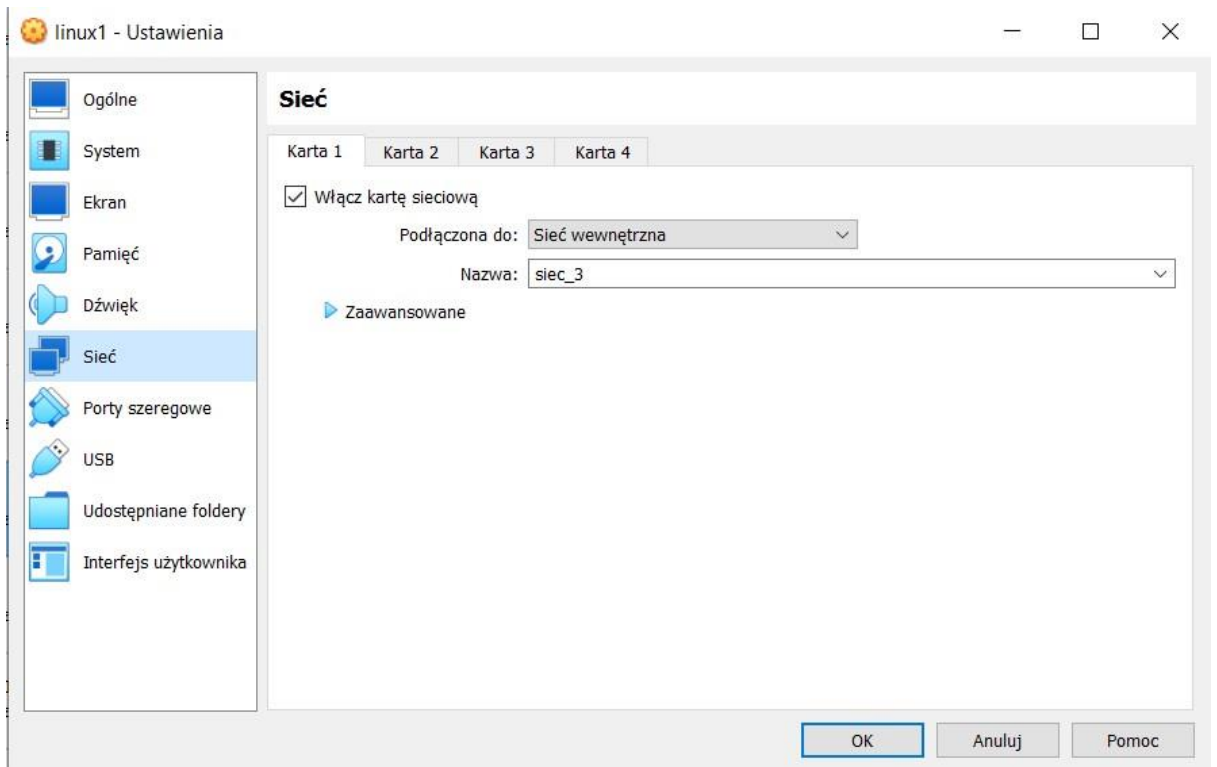 linux1 - Ustawienia
Ogólne
System
Ekran
Pamięć
Dźwięk
Sieć
Porty szeregowe
USB
Udostępniane foldery
Interfejs użytkownika
Sieć
Karta 1 Karta 2 Karta 3 Karta 4
Włącz kartę sieciową
Podłączona do: Sieć wewnętrzna
Nazwa: siec_3
Zaawansowane
OK Anuluj Pomoc